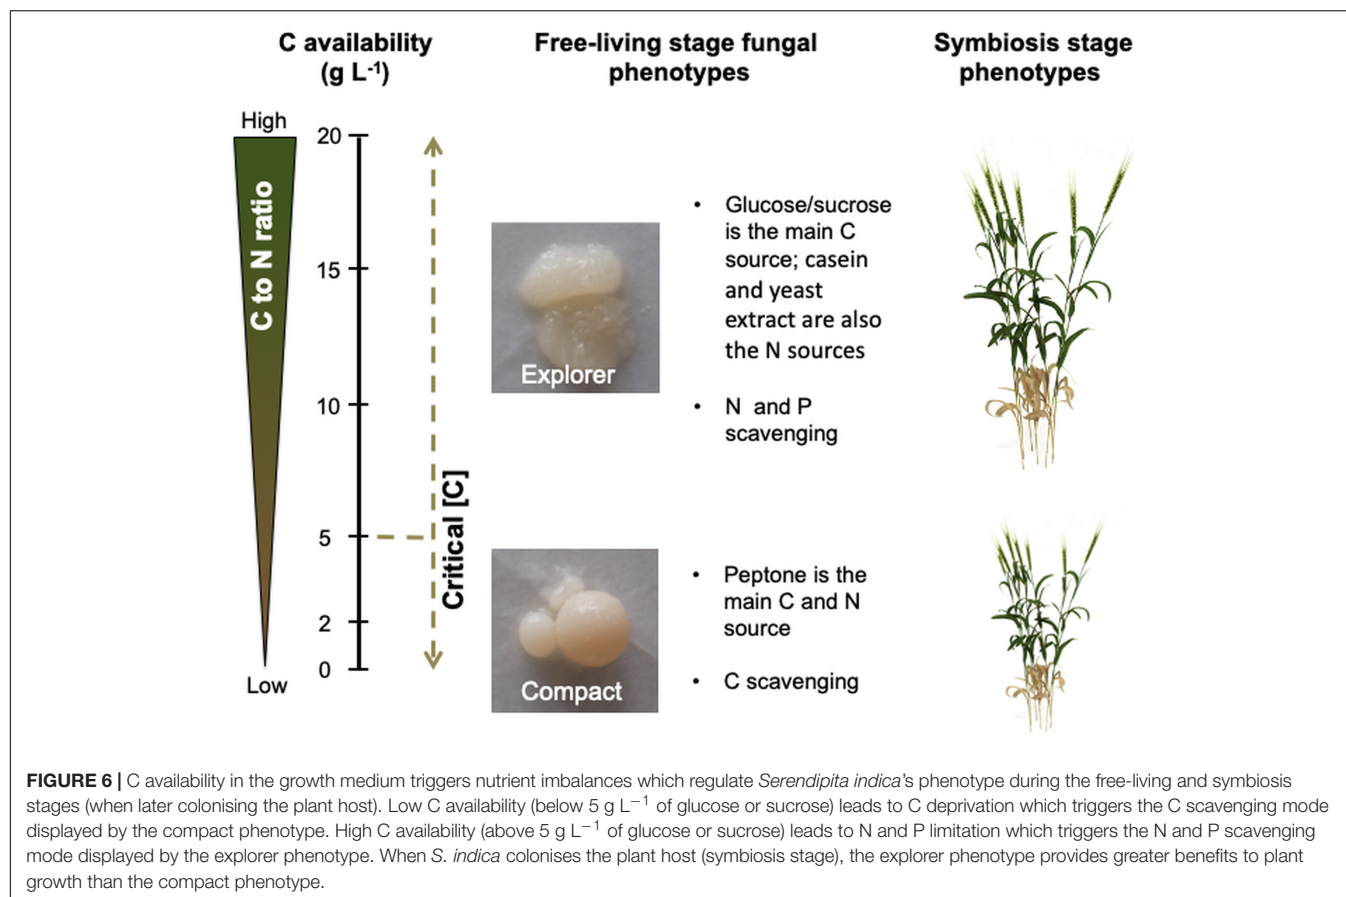 C availability
(g L-1)
Free-living stage fungal
phenotypes
Symbiosis stage
phenotypes
High
C to N ratio
Low
20
15
10
5
2
0
Critical [C]
Explorer
• Glucose/sucrose
is the main C
source; casein
and yeast
extract are also
the N sources
• N and P
scavenging
Compact
• Peptone is the
main C and N
source
• C scavenging
FIGURE 6 | C availability in the growth medium triggers nutrient imbalances which regulate Serendipita indica's phenotype during the free-living and symbiosis
stages (when later colonising the plant host). Low C availability (below 5 g L−1 of glucose or sucrose) leads to C deprivation which triggers the C scavenging mode
displayed by the compact phenotype. High C availability (above 5 g L−1 of glucose or sucrose) leads to N and P limitation which triggers the N and P scavenging
mode displayed by the explorer phenotype. When S. indica colonises the plant host (symbiosis stage), the explorer phenotype provides greater benefits to plant
growth than the compact phenotype.